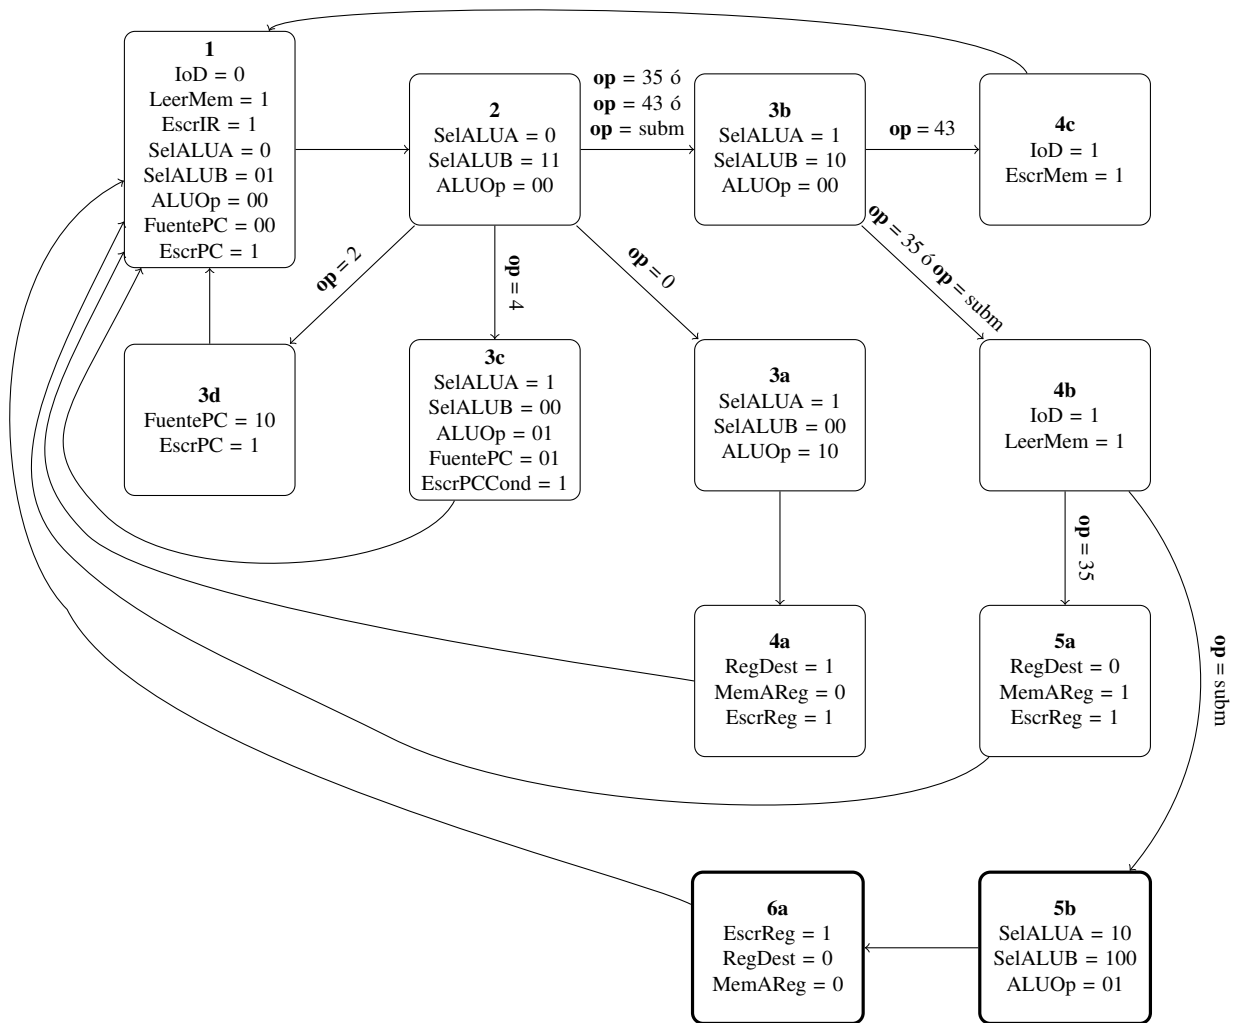 1
IoD = 0
LeerMem = 1
EscrIR = 1
SelALUA = 0
SelALUB = 01
ALUOp = 00
FuentePC = 00
EscrPC = 1
2
SelALUA = 0
SelALUB = 11
ALUOp = 00
op = 35 ó
op = 43 ó
op = subm
3b
SelALUA = 1
SelALUB = 10
ALUOp = 00
op = 43
4c
IoD = 1
EscrMem = 1
op = 2
op = 4
op = 0
op = 35 ó op = subm
3d
FuentePC = 10
EscrPC = 1
3c
SelALUA = 1
SelALUB = 00
ALUOp = 01
FuentePC = 01
EscrPCCond = 1
3a
SelALUA = 1
SelALUB = 00
ALUOp = 10
4b
IoD = 1
LeerMem = 1
op = 35
op = subm
4a
RegDest = 1
MemAReg = 0
EscrReg = 1
5a
RegDest = 0
MemAReg = 1
EscrReg = 1
6a
EscrReg = 1
RegDest = 0
MemAReg = 0
5b
SelALUA = 10
SelALUB = 100
ALUOp = 01